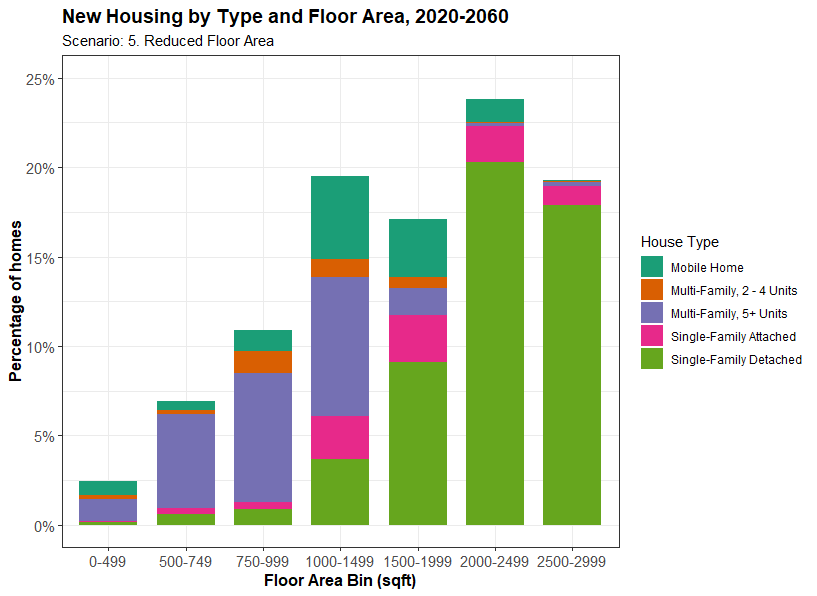 New Housing by Type and Floor Area, 2020-2060
Scenario: 5. Reduced Floor Area
Percentage of homes
25%
20%
15%
10%
5%
0%
0-499 500-749 750-999 1000-1499 1500-1999 2000-2499 2500-2999
Floor Area Bin (sqft)
House Type
Mobile Home
Multi-Family, 2 - 4 Units
Multi-Family, 5+ Units
Single-Family Attached
Single-Family Detached